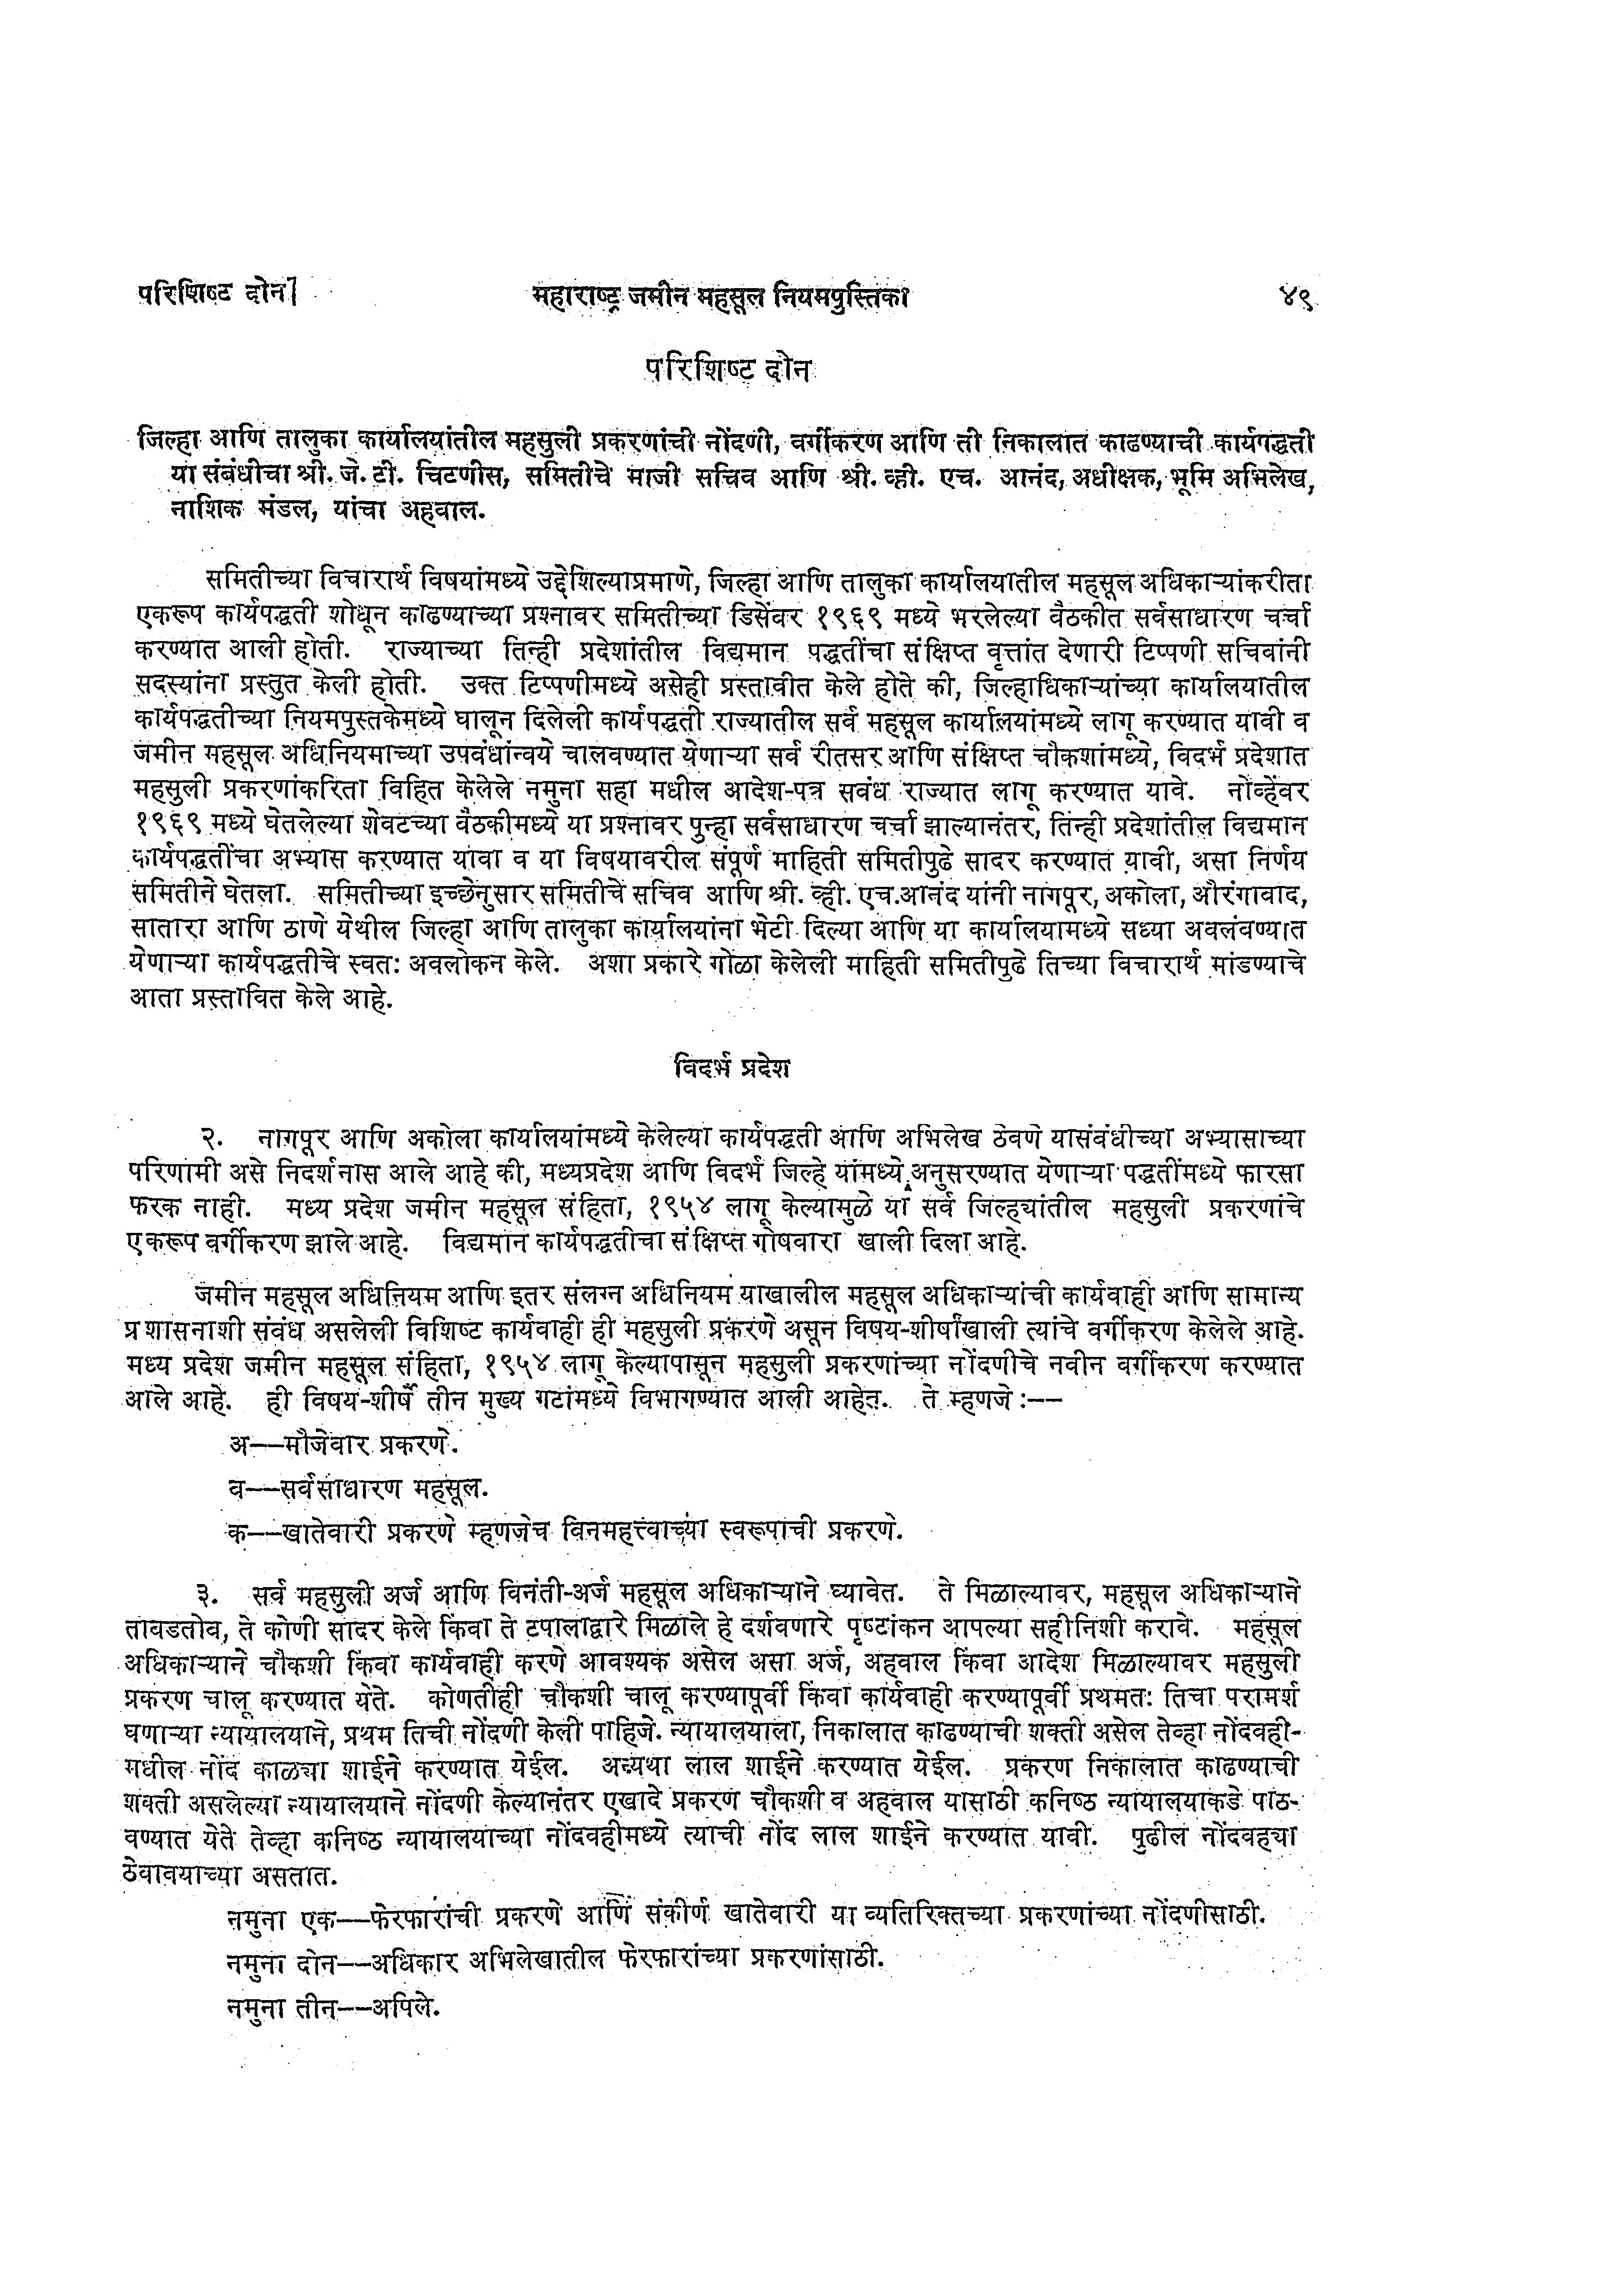 परिशिष्ट दोन]
महाराष्ट्र जमीन महसूल नियमपुस्तिका
४९
परिशिष्ट दोन
जिल्हा आणि तालुका कार्यालयांतील महसुली प्रकरणांची नोंदणी, वर्गीकरण आणि ती निकालात काढण्याची कार्यपद्धती
या संबंधीचा श्री. जे. टी. चिटणीस, समितीचे माजी सचिव आणि श्री. व्ही. एच. आनंद, अधीक्षक, भूमि अभिलेख,
नाशिक मंडल, यांचा अहवाल.
समितीच्या विचारार्थ विषयांमध्ये उद्देशिल्याप्रमाणे, जिल्हा आणि तालुका कार्यालयातील महसूल अधिकाऱ्यांकरीता
एकरूप कार्यपद्धती शोधून काढण्याच्या प्रश्नावर समितीच्या डिसेंबर १९६९ मध्ये भरलेल्या बैठकीत सर्वसाधारण चर्चा
करण्यात आली होती. राज्याच्या तिन्ही प्रदेशांतील विद्यमान पद्धतींचा संक्षिप्त वृत्तांत देणारी टिप्पणी सचिवांनी
सदस्यांना प्रस्तुत केली होती. उक्त टिप्पणीमध्ये असेही प्रस्तावीत केले होते की, जिल्हाधिकाऱ्यांच्या कार्यालयातील
कार्यपद्धतीच्या नियमपुस्तकेमध्ये घालून दिलेली कार्यपद्धती राज्यातील सर्व महसूल कार्यालयांमध्ये लागू करण्यात यावी व
जमीन महसूल अधिनियमाच्या उपबंधांन्वये चालवण्यात येणाऱ्या सर्व रीतसर आणि संक्षिप्त चौकशांमध्ये, विदर्भ प्रदेशात
महसुली प्रकरणांकरिता विहित केलेले नमुना सहा मधील आदेश-पत्र सबंध राज्यात लागू करण्यात यावे. नोव्हेंबर
१९६९ मध्ये घेतलेल्या शेवटच्या बैठकीमध्ये या प्रश्नावर पुन्हा सर्वसाधारण चर्चा झाल्यानंतर, तिन्ही प्रदेशांतील विद्यमान
कार्यपद्धतींचा अभ्यास करण्यात यावा व या विषयावरील संपूर्ण माहिती समितीपुढे सादर करण्यात यावी, असा निर्णय
समितीने घेतला. समितीच्या इच्छेनुसार समितीचे सचिव आणि श्री. व्ही. एच.आनंद यांनी नागपूर, अकोला, औरंगाबाद,
सातारा आणि ठाणे येथील जिल्हा आणि तालुका कार्यालयांना भेटी दिल्या आणि या कार्यालयामध्ये सध्या अवलंबण्यात
येणाऱ्या कार्यपद्धतीचे स्वतः अवलोकन केले. अशा प्रकारे गोळा केलेली माहिती समितीपुढे तिच्या विचारार्थ मांडण्याचे
आता प्रस्तावित केले आहे.
विदर्भ प्रदेश
२. नागपूर आणि अकोला कार्यालयांमध्ये केलेल्या कार्यपद्धती आणि अभिलेख ठेवणे यासंबंधीच्या अभ्यासाच्या
परिणामी असे निदर्शनास आले आहे की, मध्यप्रदेश आणि विदर्भ जिल्हे यांमध्ये अनुसरण्यात येणाऱ्या पद्धतींमध्ये फारसा
फरक नाही. मध्य प्रदेश जमीन महसूल संहिता, १९५४ लागू केल्यामुळे या सर्व जिल्ह्यांतील महसुली प्रकरणांचे
एकरूप वर्गीकरण झाले आहे. विद्यमान कार्यपद्धतीचा संक्षिप्त गोषवारा खाली दिला आहे.
जमीन महसूल अधिनियम आणि इतर संलग्न अधिनियम याखालील महसूल अधिकाऱ्यांची कार्यवाही आणि सामान्य
प्रशासनाशी संबंध असलेली विशिष्ट कार्यवाही ही महसुली प्रकरणे असून विषय-शीर्षांखाली त्यांचे वर्गीकरण केलेले आहे.
मध्य प्रदेश जमीन महसूल संहिता, १९५४ लागू केल्यापासून महसुली प्रकरणांच्या नोंदणीचे नवीन वर्गीकरण करण्यात
आले आहे. ही विषय-शीर्षे तीन मुख्य गटांमध्ये विभागण्यात आली आहेत. ते म्हणजे :--
अ--मौजेवार प्रकरणे.
ब--सर्वसाधारण महसूल.
क--खातेवारी प्रकरणे म्हणजेच बिनमहत्त्वाच्या स्वरूपाची प्रकरणे.
३. सर्व महसुली अर्ज आणि विनंती-अर्ज महसूल अधिकाऱ्याने घ्यावेत. ते मिळाल्यावर, महसूल अधिकाऱ्याने
ताबडतोब, ते कोणी सादर केले किंवा ते टपालाद्वारे मिळाले हे दर्शवणारे पृष्टांकन आपल्या सहीनिशी करावे. महसूल
अधिकाऱ्याने चौकशी किंवा कार्यवाही करणे आवश्यक असेल असा अर्ज, अहवाल किंवा आदेश मिळाल्यावर महसुली
प्रकरण चालू करण्यात येते. कोणतीही चौकशी चालू करण्यापूर्वी किंवा कार्यवाही करण्यापूर्वी प्रथमतः तिचा परामर्श
घेणाऱ्या न्यायालयाने, प्रथम तिची नोंदणी केली पाहिजे. न्यायालयाला, निकालात काढण्याची शक्ती असेल तेव्हा नोंदवही-
मधील नोंद काळ्या शाईने करण्यात येईल. अन्यथा लाल शाईने करण्यात येईल. प्रकरण निकालात काढण्याची
शक्ती असलेल्या न्यायालयाने नोंदणी केल्यानंतर एखादे प्रकरण चौकशी व अहवाल यासाठी कनिष्ठ न्यायालयाकडे पाठ-
वण्यात येते तेव्हा कनिष्ठ न्यायालयाच्या नोंदवहीमध्ये त्याची नोंद लाल शाईने करण्यात यावी. पुढील नोंदवह्या
ठेवावयाच्या असतात.
नमुना एक--फेरफारांची प्रकरणे आणि संकीर्ण खातेवारी या व्यतिरिक्तच्या प्रकरणांच्या नोंदणीसाठी.
नमुना दोन--अधिकार अभिलेखातील फेरफारांच्या प्रकरणांसाठी.
नमुना तीन--अपिले.